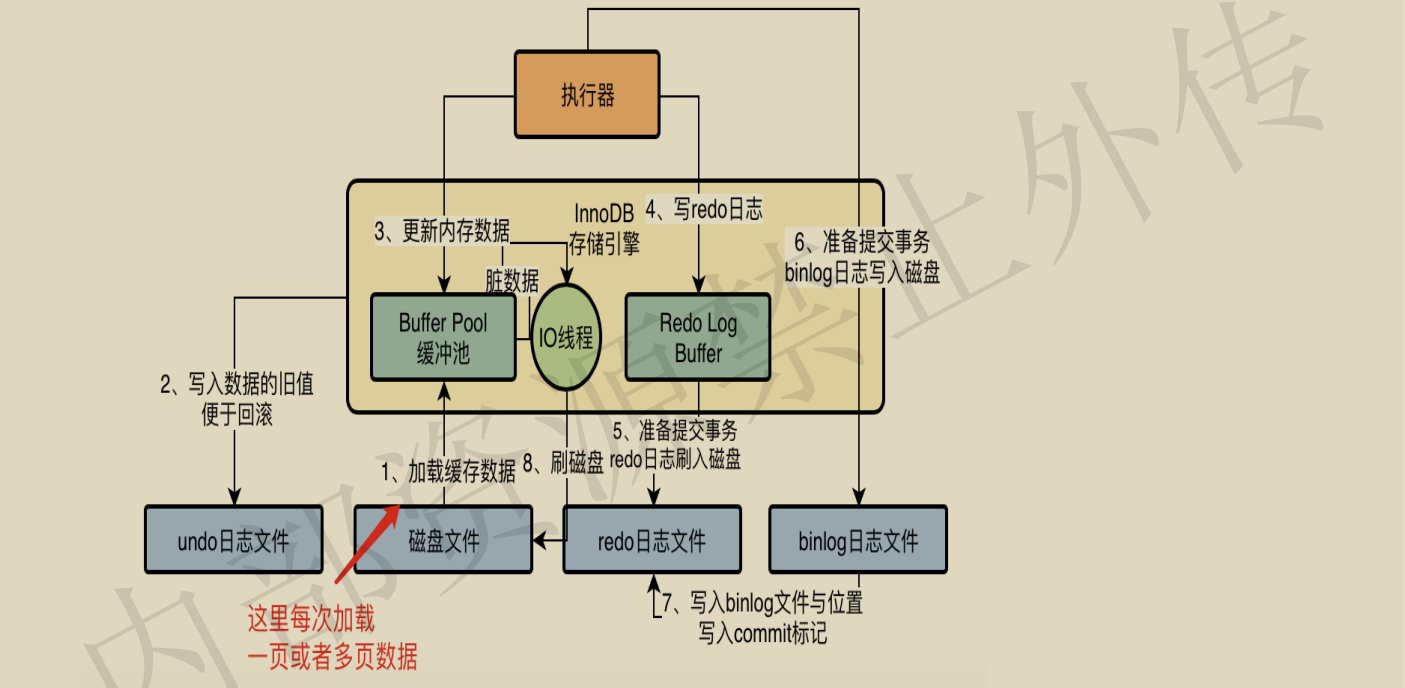 执行器
InnoDB
存储引擎
4、写redo日志
3、更新内存数据
6、准备提交事务
binlog日志写入磁盘
脏数据
Buffer Pool
缓冲池
IO线程
Redo Log
Buffer
2、写入数据的旧值
便于回滚
5、准备提交事务
redo日志刷入磁盘
1、加载缓存数据
8、刷磁盘
undo日志文件
磁盘文件
redo日志文件
binlog日志文件
7、写入binlog文件与位置
写入commit标记
这里每次加载
一页或者多页数据
内部资源禁止外传